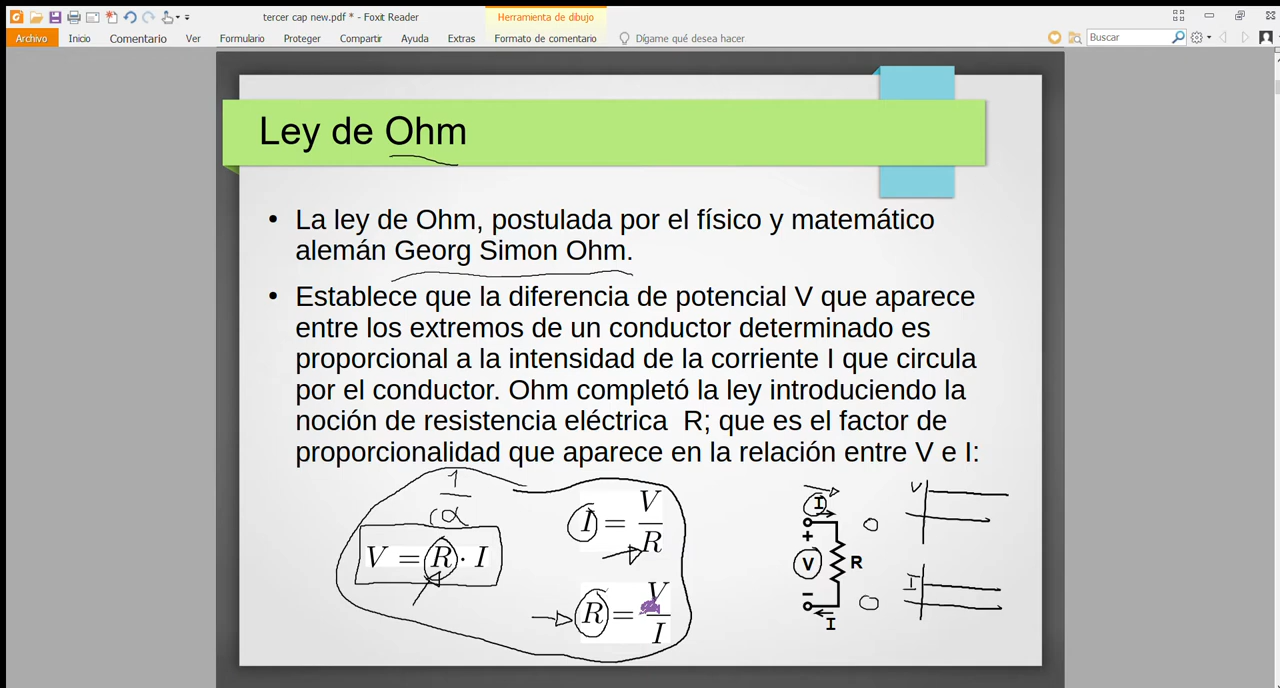 tercer cap new.pdf * - Foxit Reader
Herramienta de dibujo
Archivo Inicio Comentario Ver Formulario Proteger Compartir Ayuda Extras Formato de comentario Dígame qué desea hacer Buscar
Ley de Ohm
• La ley de Ohm, postulada por el físico y matemático
alemán Georg Simon Ohm.
• Establece que la diferencia de potencial V que aparece
entre los extremos de un conductor determinado es
proporcional a la intensidad de la corriente I que circula
por el conductor. Ohm completó la ley introduciendo la
noción de resistencia eléctrica R; que es el factor de
proporcionalidad que aparece en la relación entre V e I:
1
α
V = R · I
I = V/R
R = V/I
I
+
V R
−
I
V
I